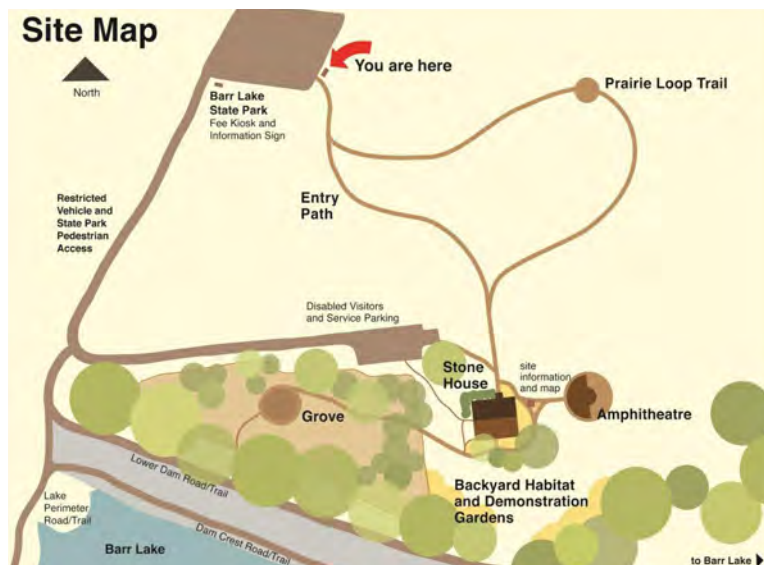 Site Map
North
You are here
Barr Lake
State Park
Fee Kiosk and
Information Sign
Prairie Loop Trail
Restricted
Vehicle and
State Park
Pedestrian
Access
Entry
Path
Disabled Visitors
and Service Parking
Stone
House
site
information
and map
Amphitheatre
Grove
Lower Dam Road/Trail
Backyard Habitat
and Demonstration
Gardens
Lake
Perimeter
Road/Trail
Dam Crest Road/Trail
Barr Lake
to Barr Lake